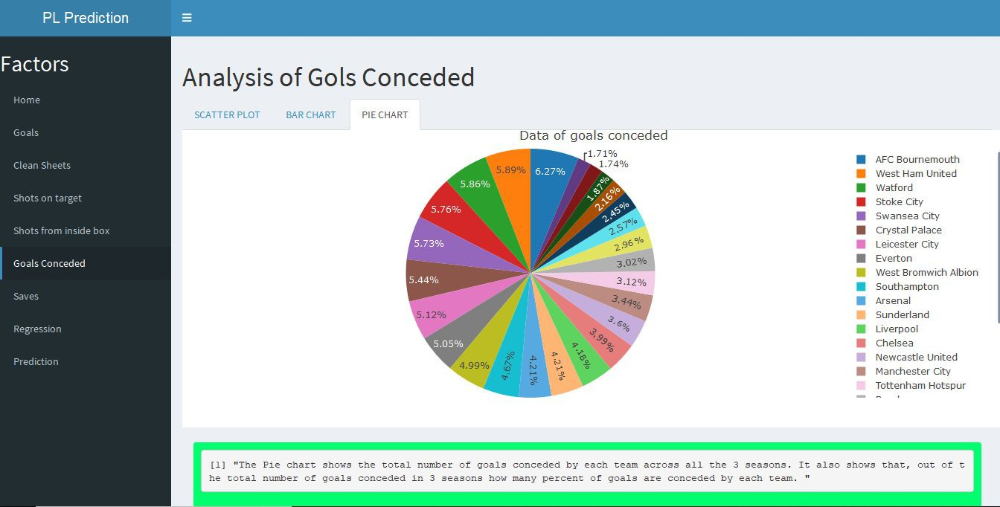 PL Prediction
Factors
Home
Goals
Clean Sheets
Shots on target
Shots from inside box
Goals Conceded
Saves
Regression
Prediction
Analysis of Gols Conceded
SCATTER PLOT
BAR CHART
PIE CHART
Data of goals conceded
6.27%
1.71%
1.74%
1.87%
2.16%
2.45%
2.57%
2.96%
3.02%
3.12%
3.44%
3.6%
3.99%
4.18%
4.21%
4.21%
4.67%
4.99%
5.05%
5.12%
5.44%
5.73%
5.76%
5.86%
5.89%
AFC Bournemouth
West Ham United
Watford
Stoke City
Swansea City
Crystal Palace
Leicester City
Everton
West Bromwich Albion
Southampton
Arsenal
Sunderland
Liverpool
Chelsea
Newcastle United
Manchester City
Tottenham Hotspur
[1] "The Pie chart shows the total number of goals conceded by each team across all the 3 seasons. It also shows that, out of t
he total number of goals conceded in 3 seasons how many percent of goals are conceded by each team. "